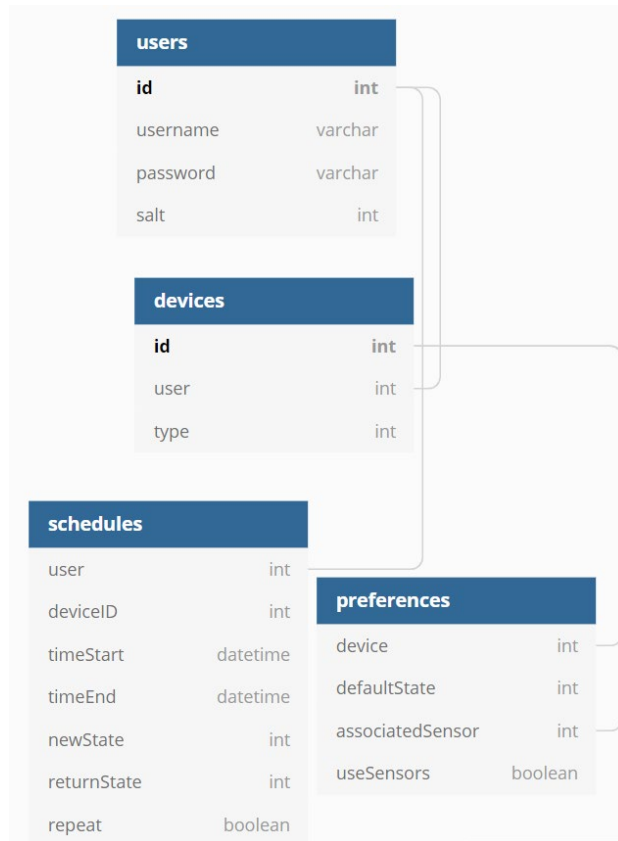 users
id int
username varchar
password varchar
salt int
devices
id int
user int
type int
schedules
user int
deviceID int
timeStart datetime
timeEnd datetime
newState int
returnState int
repeat boolean
preferences
device int
defaultState int
associatedSensor int
useSensors boolean